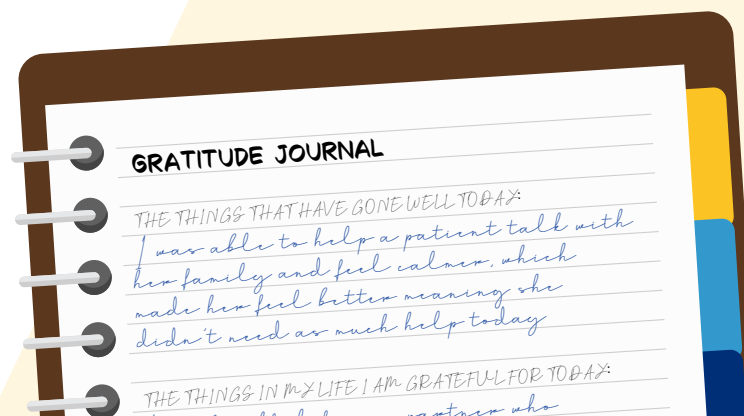 GRATITUDE JOURNAL
THE THINGS THAT HAVE GONE WELL TODAY:
I was able to help a patient talk with
her family and feel calmer, which
made her feel better meaning she
didn't need as much help today
THE THINGS IN MY LIFE I AM GRATEFUL FOR TODAY:
partner who